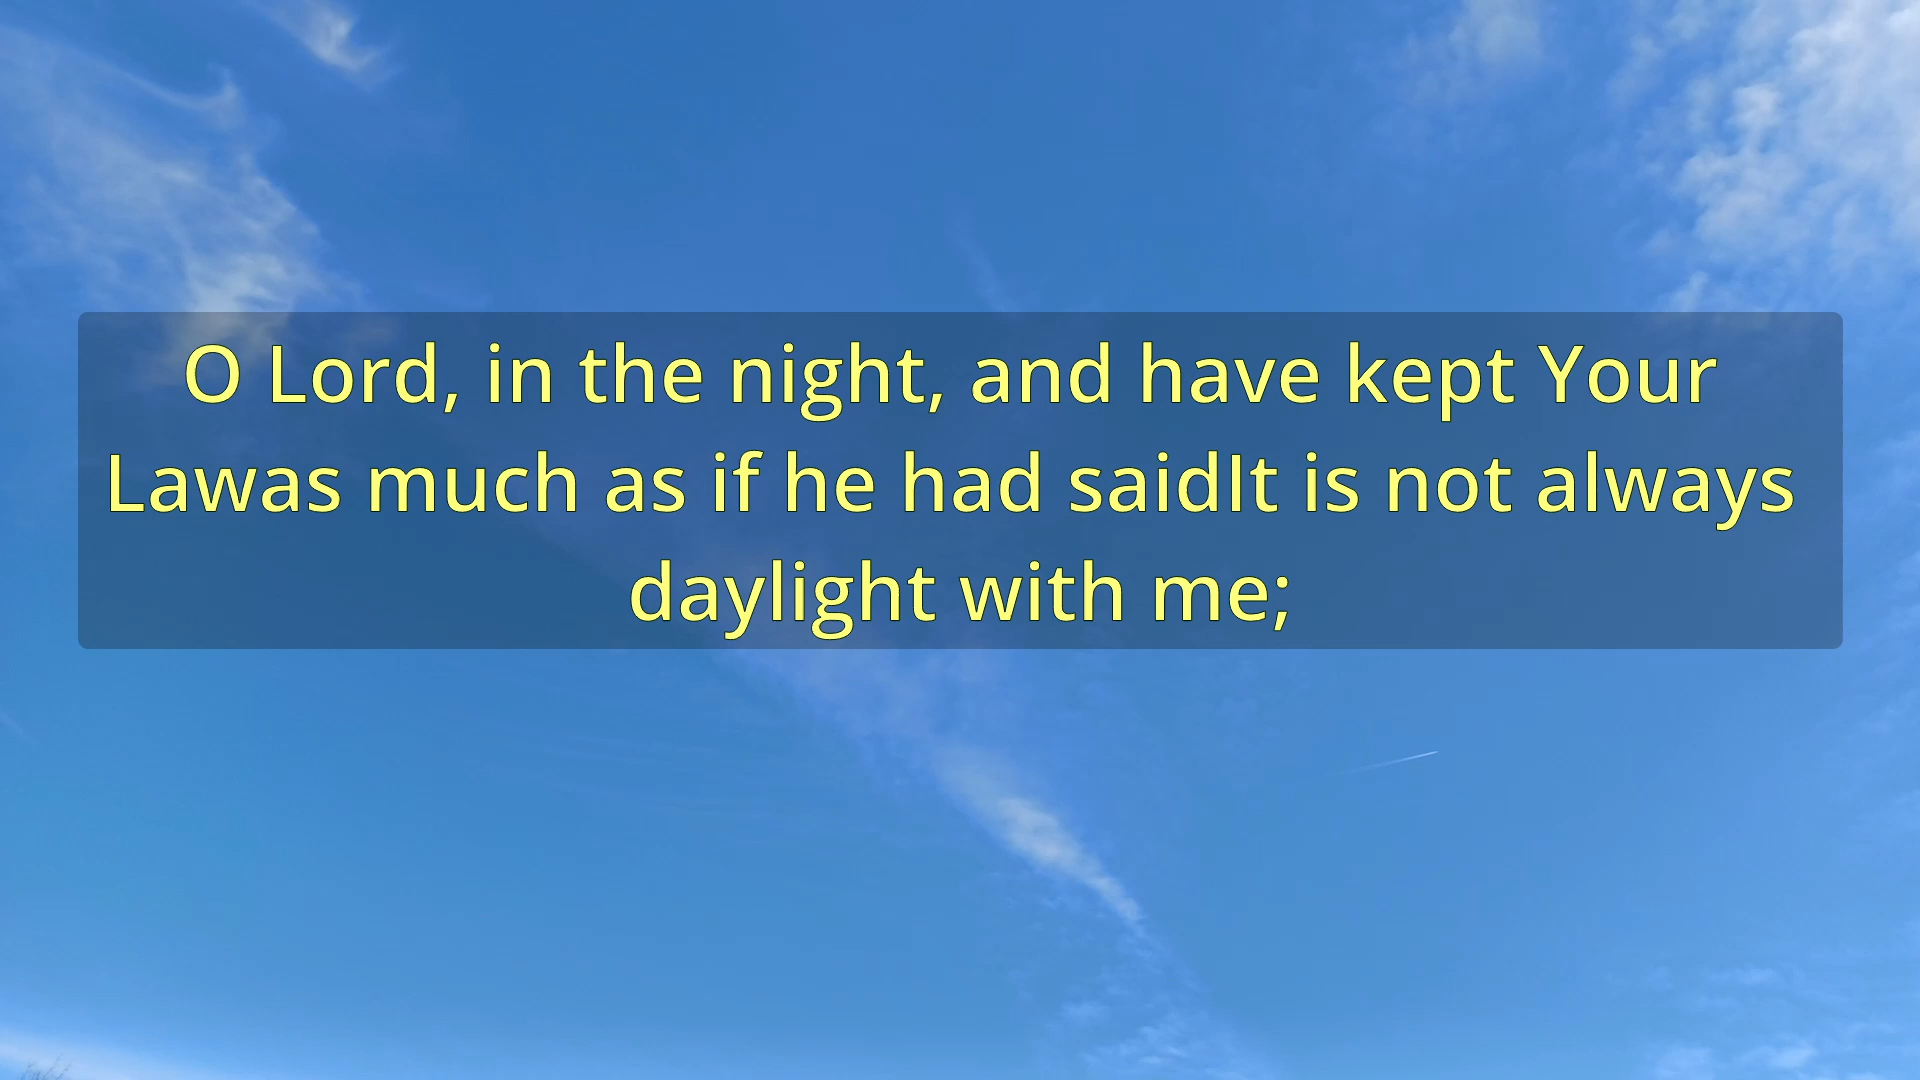 O Lord, in the night, and have kept Your
Lawas much as if he had saidIt is not always
daylight with me;